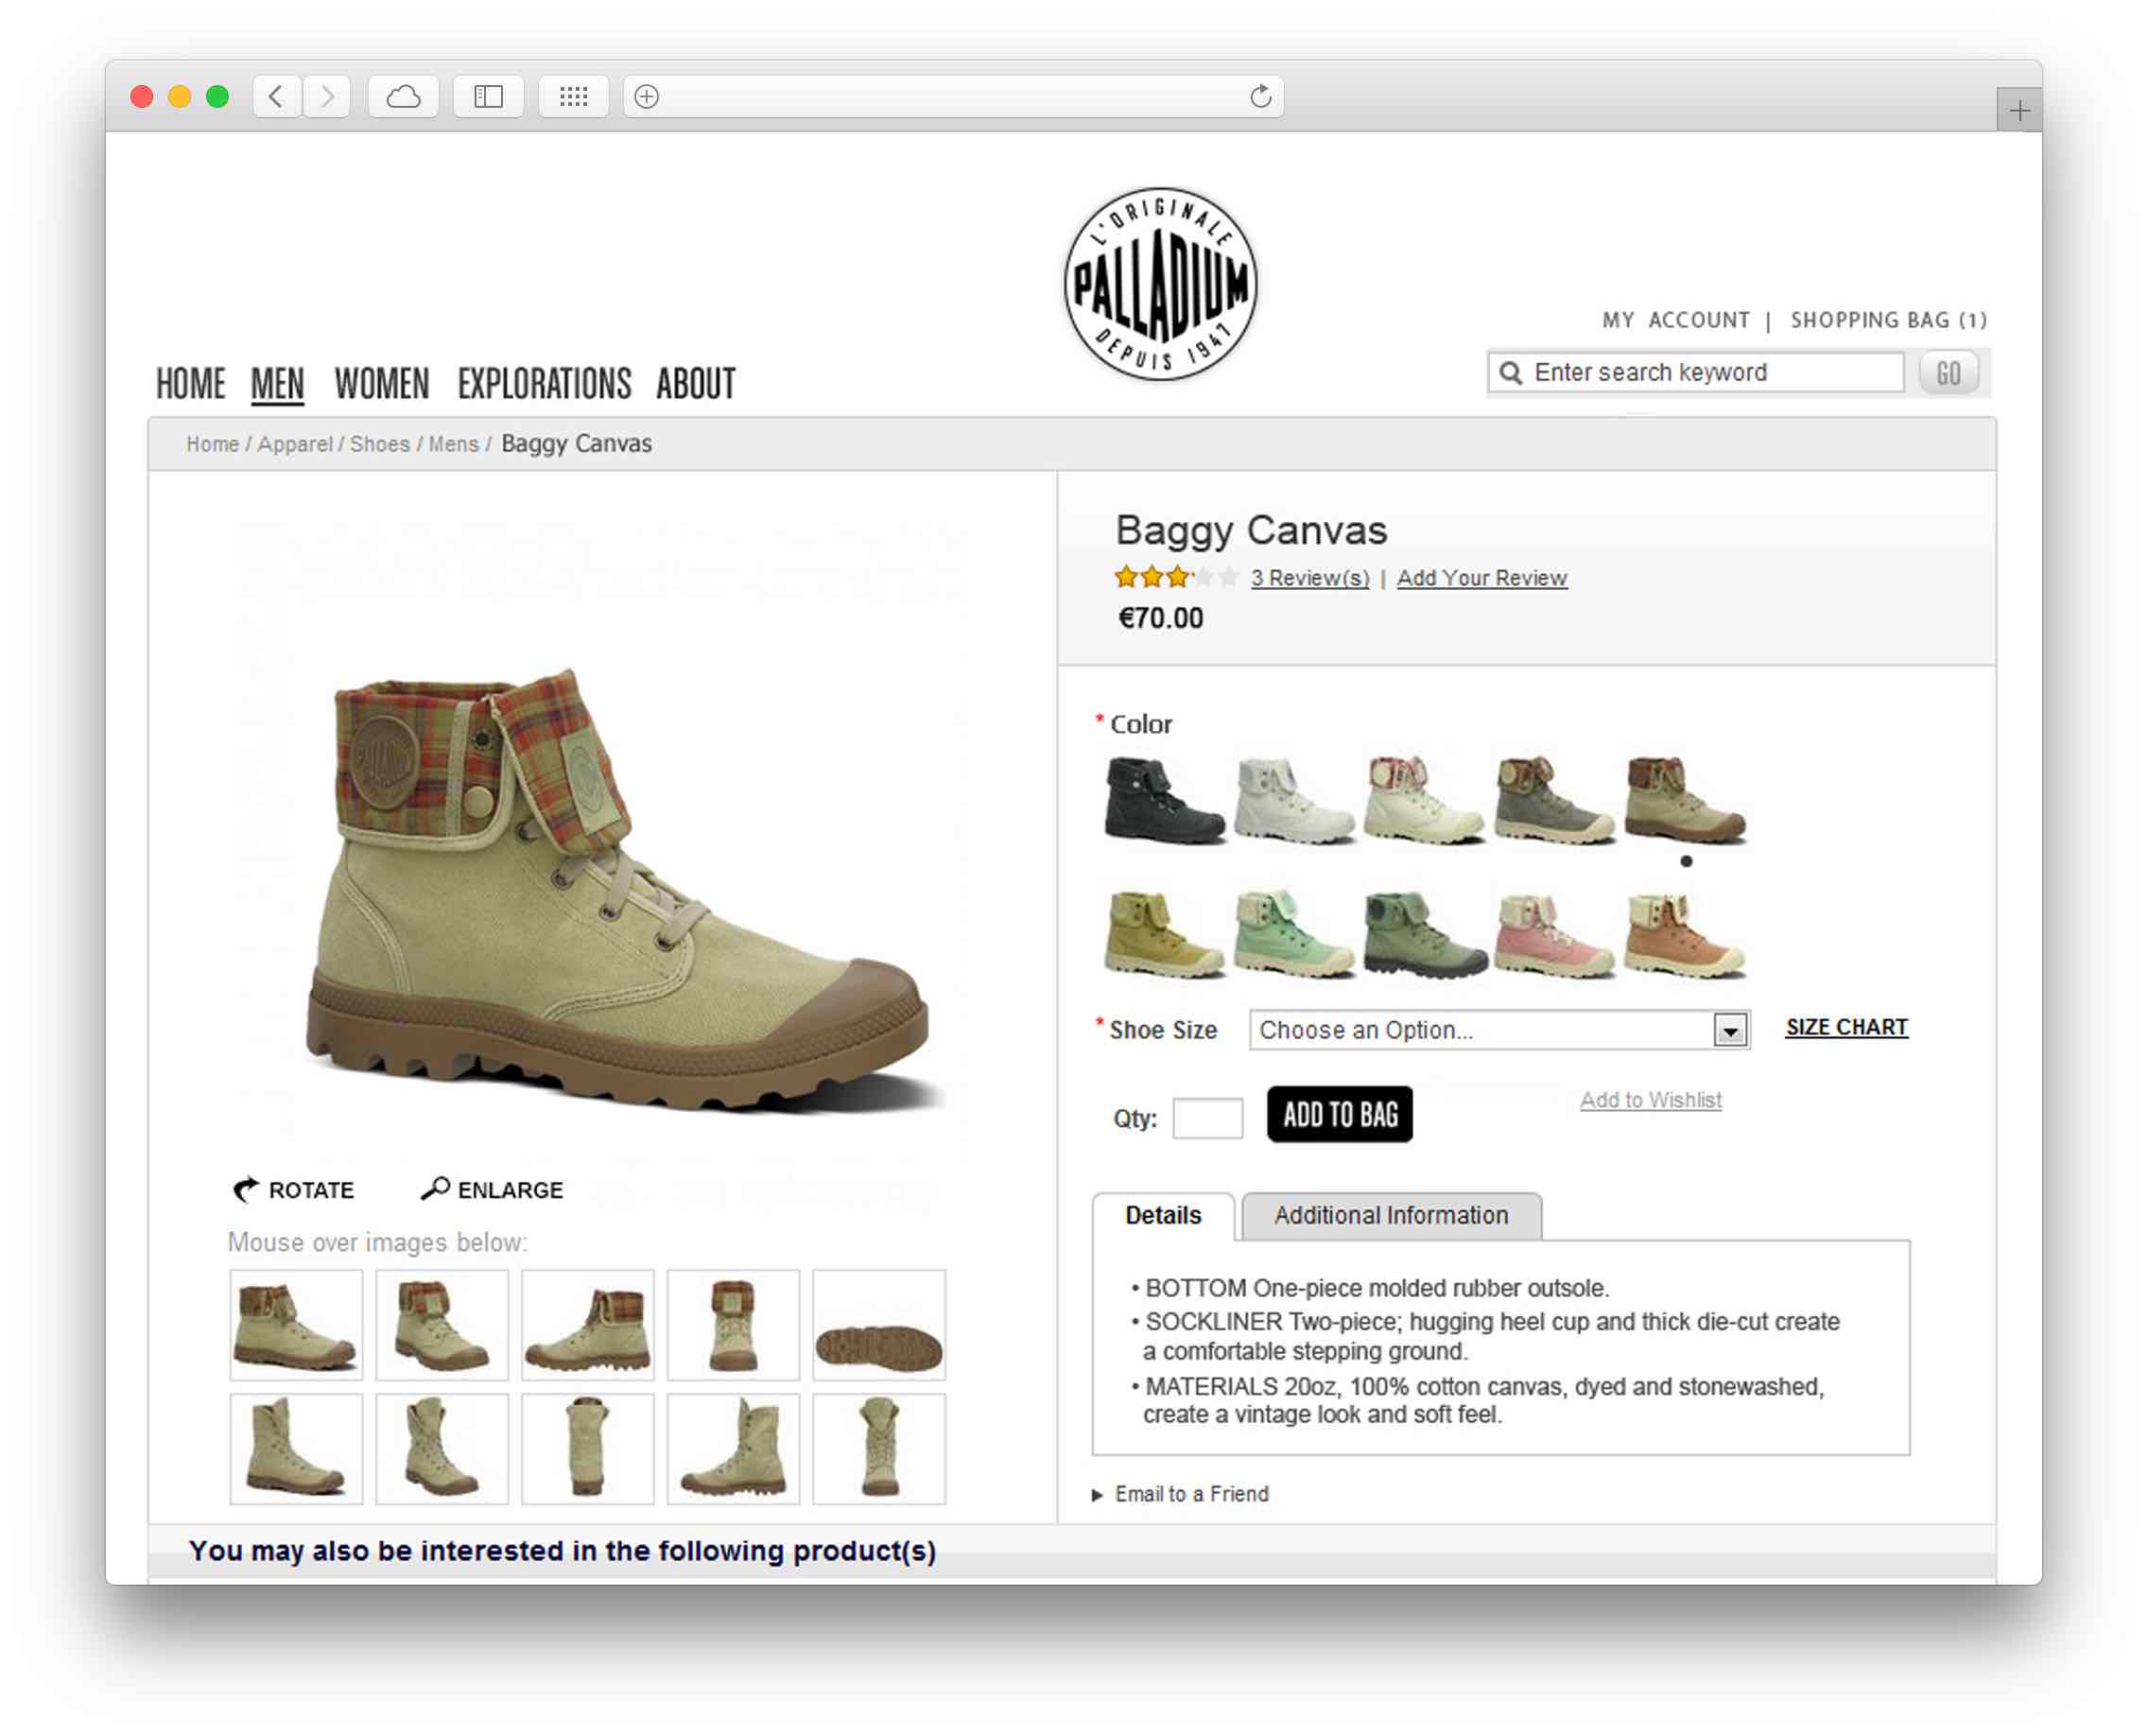 L'ORIGINALE
PALLADIUM
DEPUIS 1947
MY ACCOUNT | SHOPPING BAG (1)
HOME MEN WOMEN EXPLORATIONS ABOUT
Enter search keyword GO
Home / Apparel / Shoes / Mens / Baggy Canvas
Baggy Canvas
3 Review(s) | Add Your Review
€70.00
* Color
* Shoe Size Choose an Option... SIZE CHART
Qty: ADD TO BAG Add to Wishlist
ROTATE ENLARGE
Mouse over images below:
Details Additional Information
• BOTTOM One-piece molded rubber outsole.
• SOCKLINER Two-piece; hugging heel cup and thick die-cut create
a comfortable stepping ground.
• MATERIALS 20oz, 100% cotton canvas, dyed and stonewashed,
create a vintage look and soft feel.
Email to a Friend
You may also be interested in the following product(s)